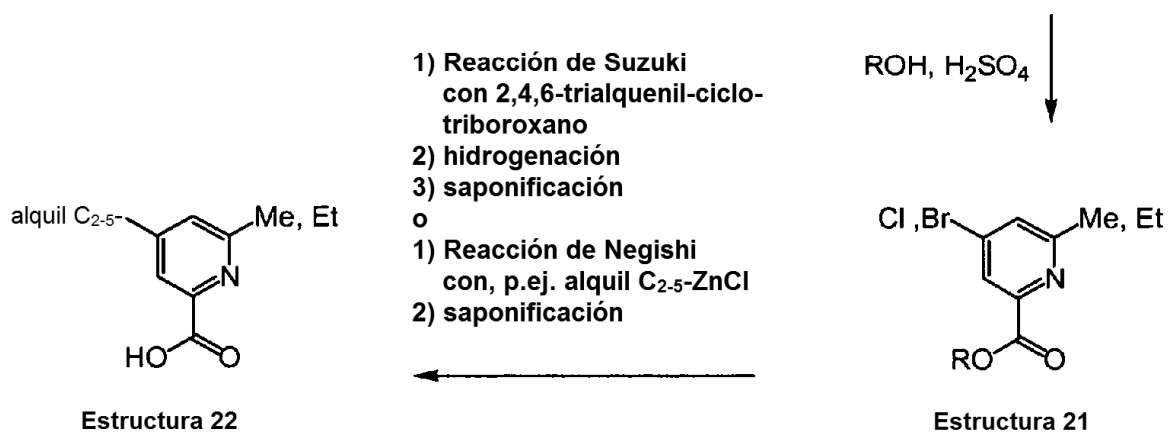 1) Reacción de Suzuki
con 2,4,6-trialquenil-ciclo-
triboroxano
2) hidrogenación
3) saponificación
o
1) Reacción de Negishi
con, p.ej. alquil C2-5-ZnCl
2) saponificación
ROH, H2SO4
alquil C2-5-
Me, Et
N
HO
O
Estructura 22
Cl ,Br
Me, Et
N
RO
O
Estructura 21